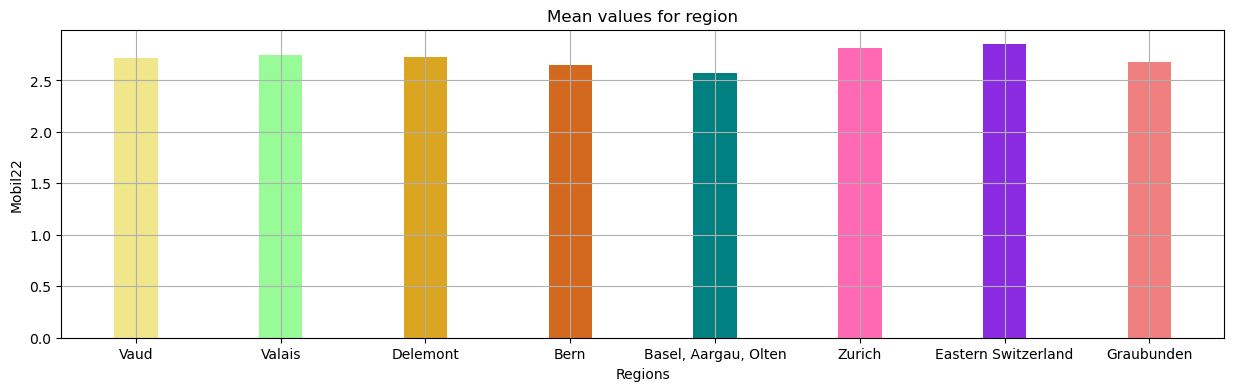 Mean values for region
Mobil22
2.5
2.0
1.5
1.0
0.5
0.0
Vaud Valais Delemont Bern Basel, Aargau, Olten Zurich Eastern Switzerland Graubunden
Regions